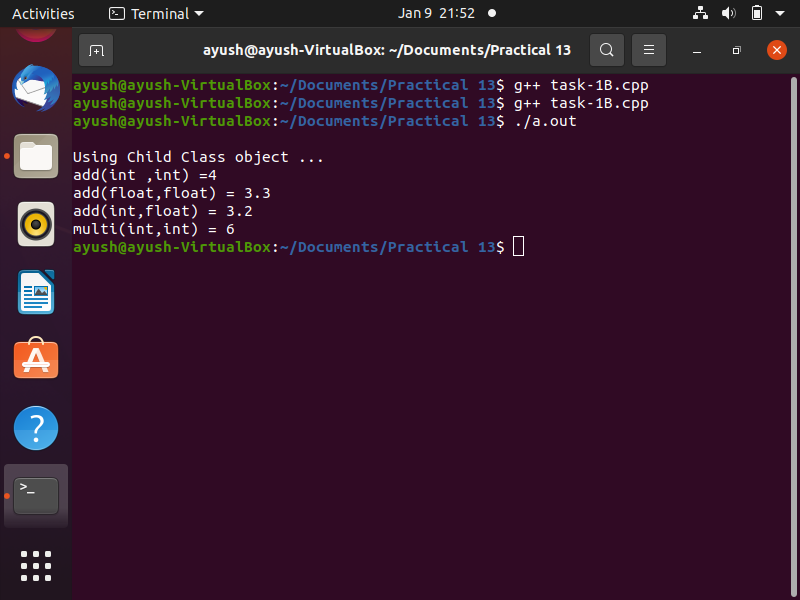 Activities Terminal Jan 9 21:52
ayush@ayush-VirtualBox: ~/Documents/Practical 13
ayush@ayush-VirtualBox:~/Documents/Practical 13$ g++ task-1B.cpp
ayush@ayush-VirtualBox:~/Documents/Practical 13$ g++ task-1B.cpp
ayush@ayush-VirtualBox:~/Documents/Practical 13$ ./a.out
Using Child Class object ...
add(int ,int) =4
add(float,float) = 3.3
add(int,float) = 3.2
multi(int,int) = 6
ayush@ayush-VirtualBox:~/Documents/Practical 13$